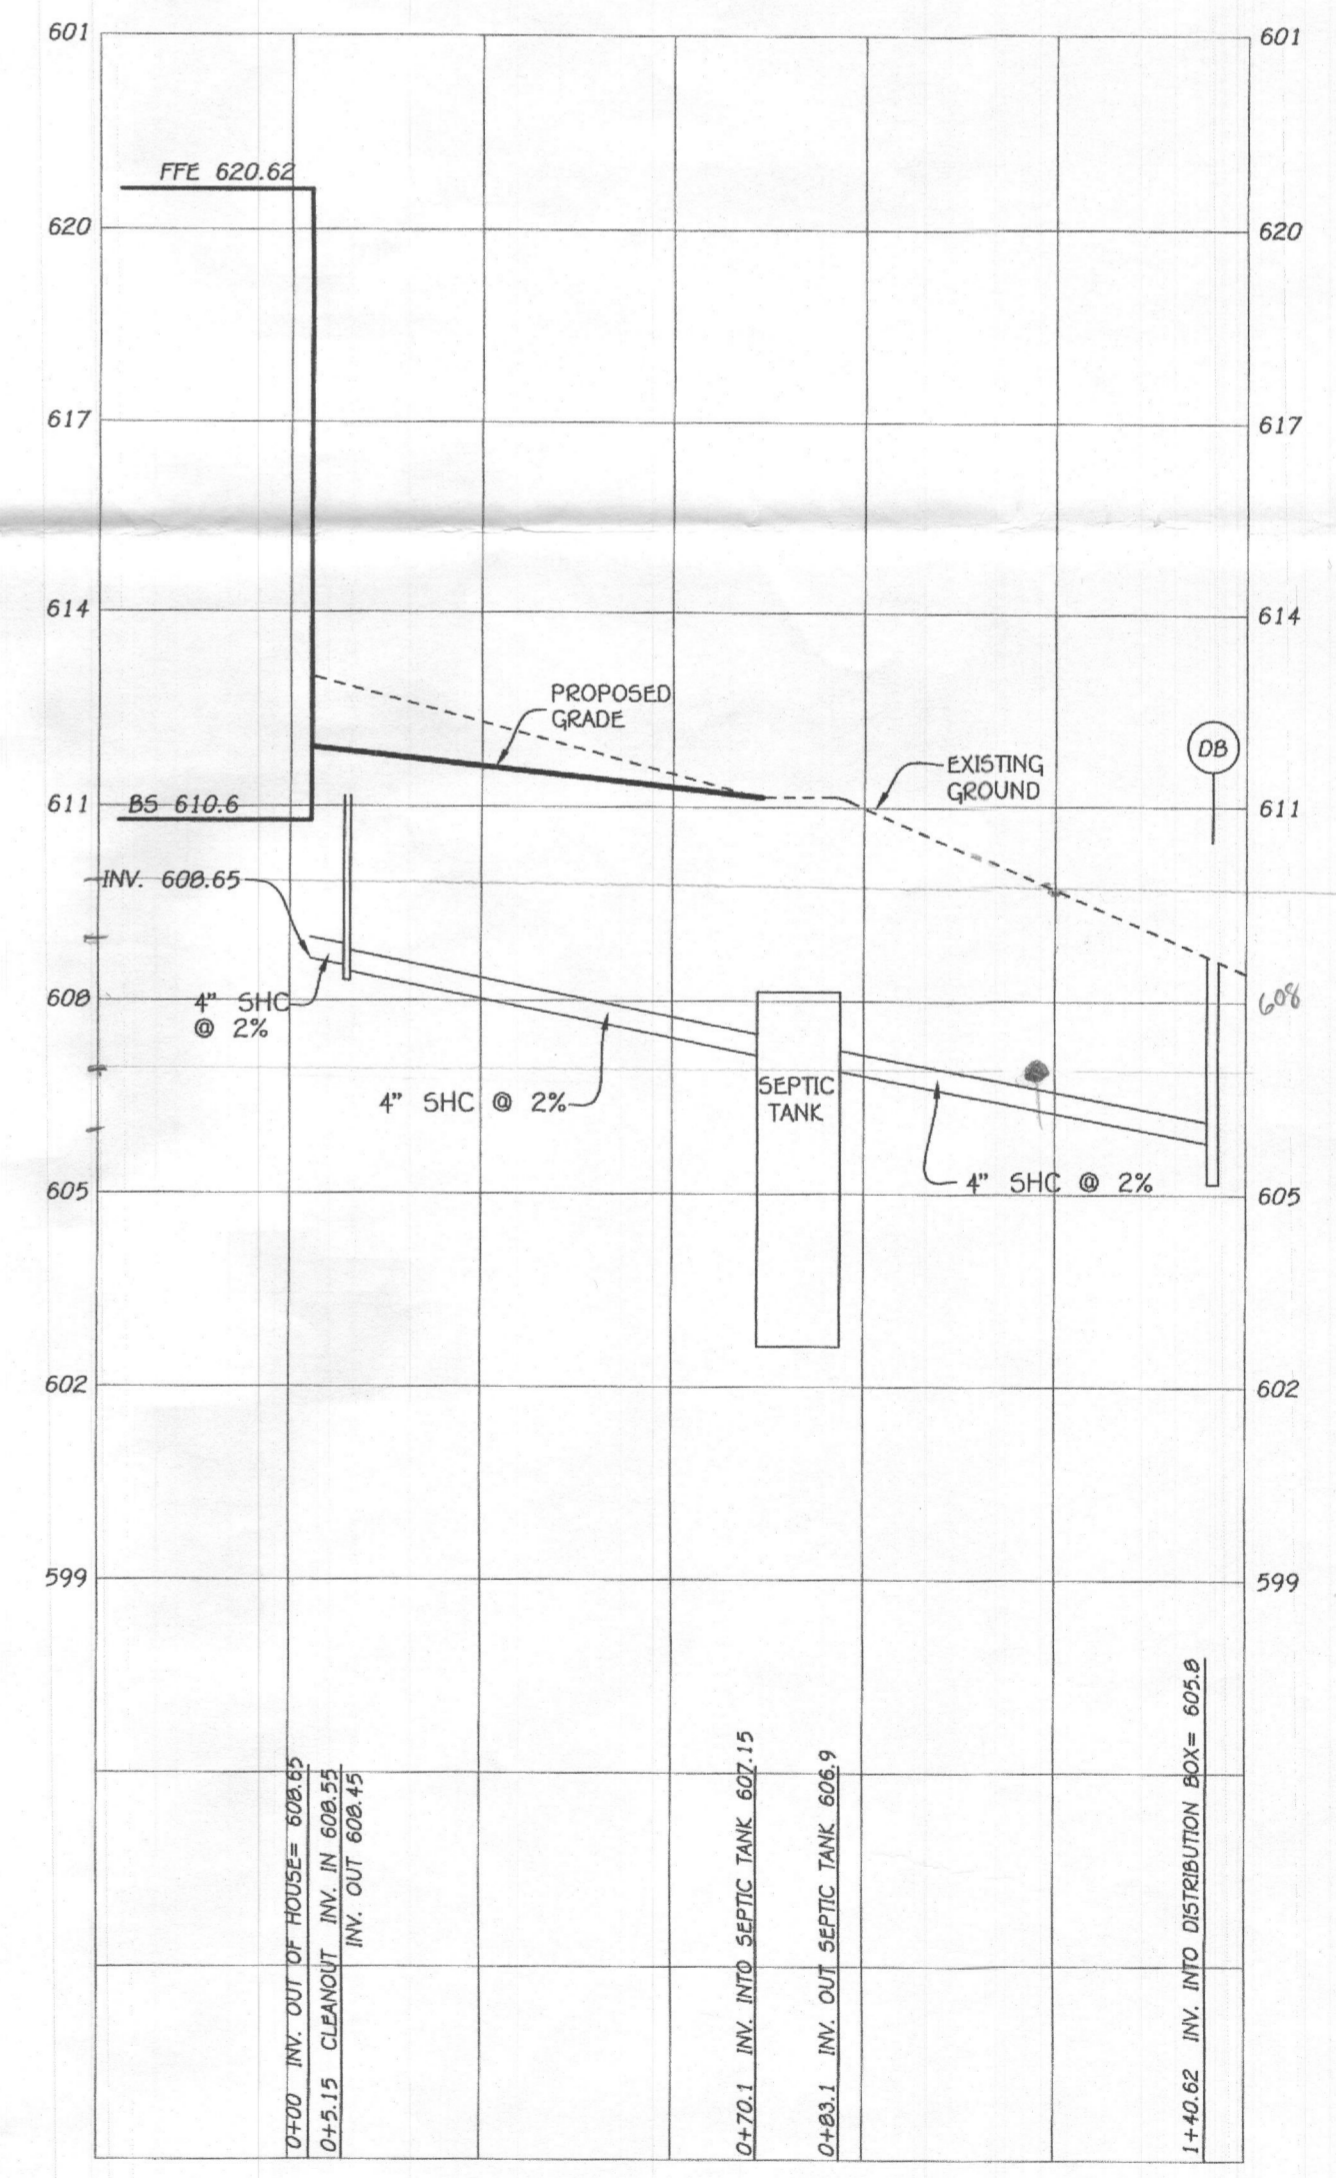 601
601
FFE 620.62
620
620
617
617
614
614
PROPOSED
GRADE
EXISTING
GROUND
DB
611
611
BS 610.6
INV. 608.65
608
608
4" SHC
@ 2%
4" SHC @ 2%
SEPTIC
TANK
4" SHC @ 2%
605
605
602
602
599
599
0+00 INV. OUT OF HOUSE= 608.65
0+5.15 CLEANOUT INV. IN 608.55
INV. OUT 608.45
0+70.1 INV. INTO SEPTIC TANK 607.15
0+83.1 INV. OUT SEPTIC TANK 606.9
1+40.62 INV. INTO DISTRIBUTION BOX= 605.8